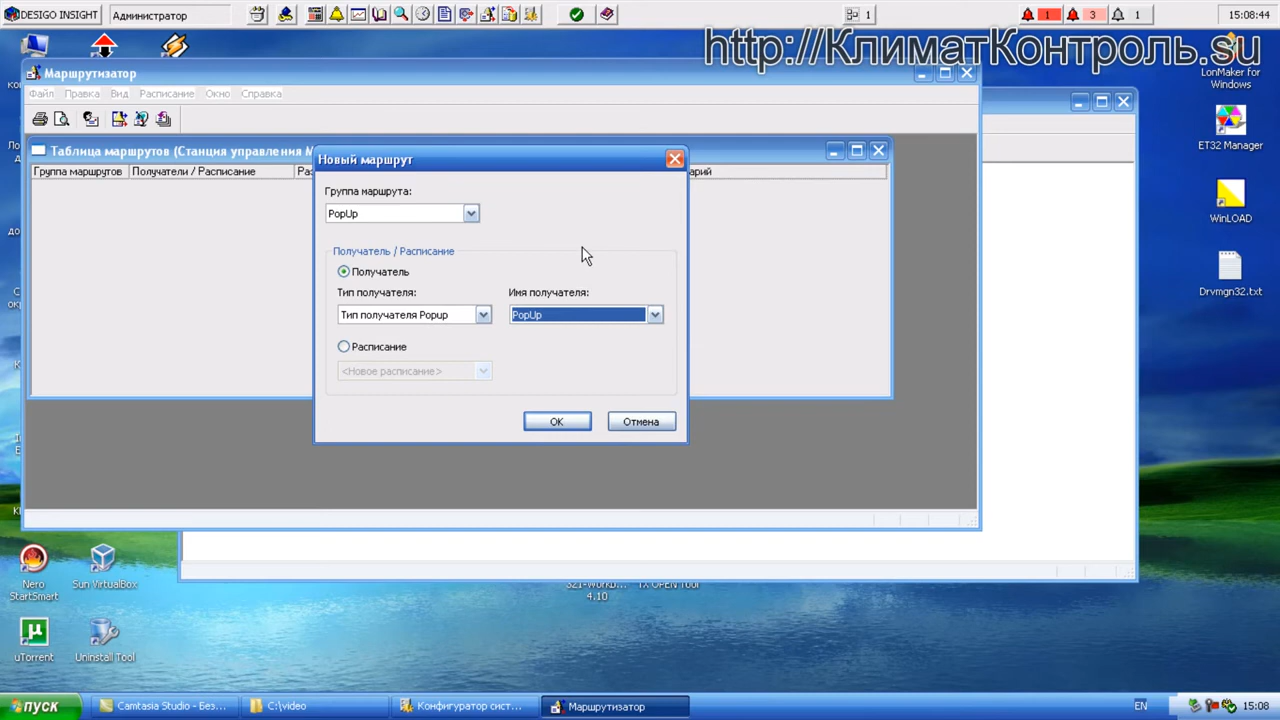 DESIGO INSIGHT
Администратор
1
1
3
1
15:08:44
http://КлиматКонтроль.su
Маршрутизатор
Файл Правка Вид Расписание Окно Справка
Таблица маршрутов (Станция управления
Группа маршрутов Получатели / Расписание
арий
Новый маршрут
Группа маршрута:
PopUp
Получатель / Расписание
Получатель
Тип получателя: Имя получателя:
Тип получателя Popup PopUp
Расписание
<Новое расписание>
OK Отмена
LonMaker for
Windows
ET32 Manager
WinLOAD
Drvmgn32.txt
Nero
StartSmart
Sun VirtualBox
4.10
uTorrent
Uninstall Tool
пуск
Camtasia Studio - Без...
C:\video
Конфигуратор сист...
Маршрутизатор
EN
15:08